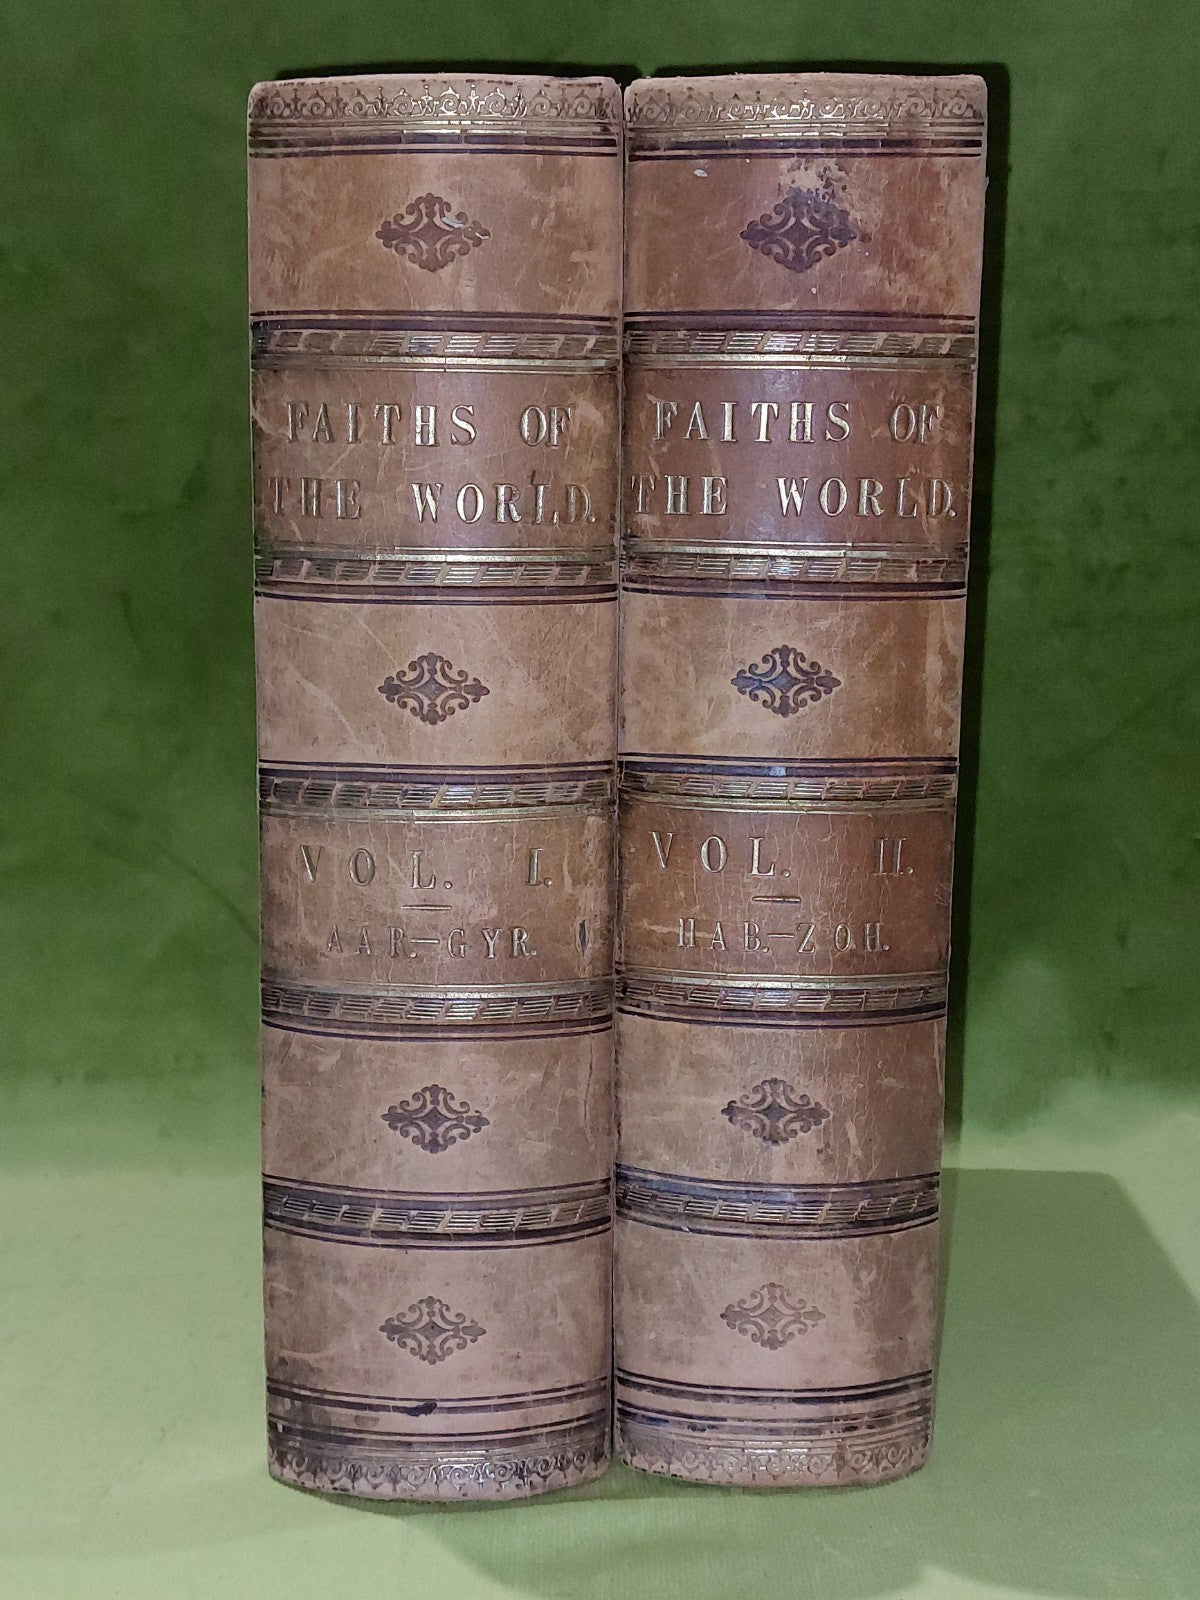 FAITHS OF
THE WORLD.
VOL. I.
AAR.—GYR.
FAITHS OF
THE WORLD.
VOL. II.
HAB.—ZOH.